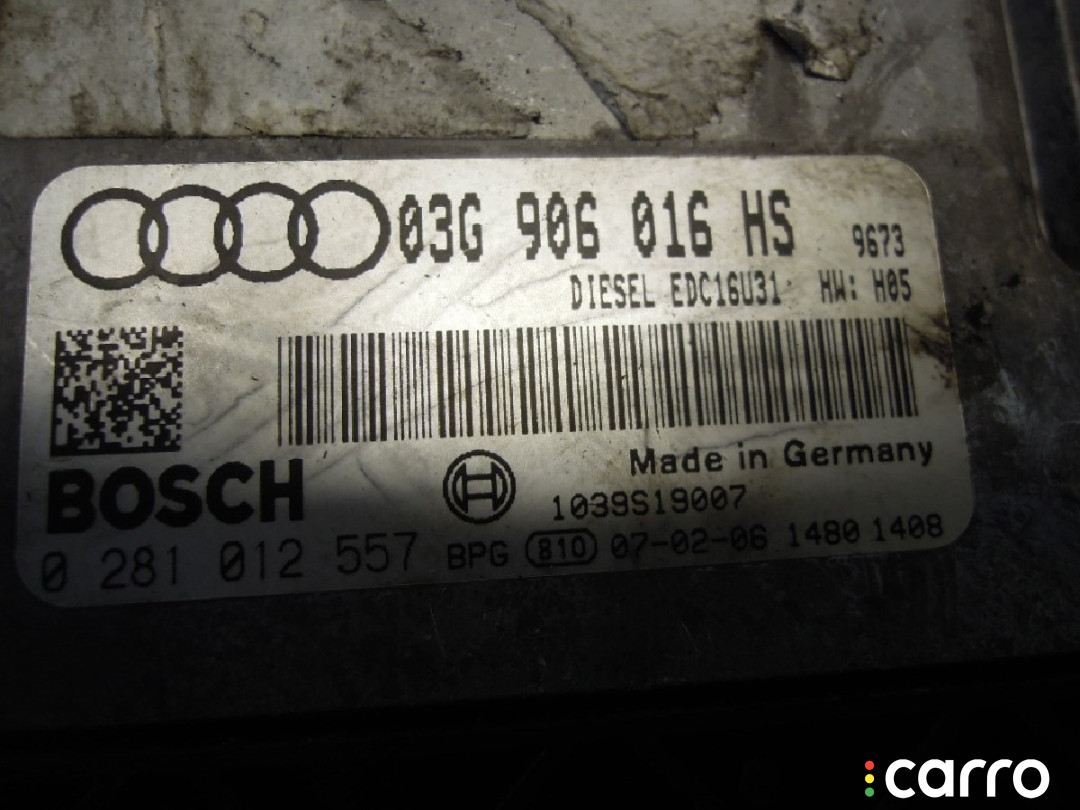 03G 906 016 HS 9673
DIESEL EDC16U31 HW: H05
Made in Germany
BOSCH 1039S19007
0 281 012 557 BPG 810 07-02-06 1480 1408
carro